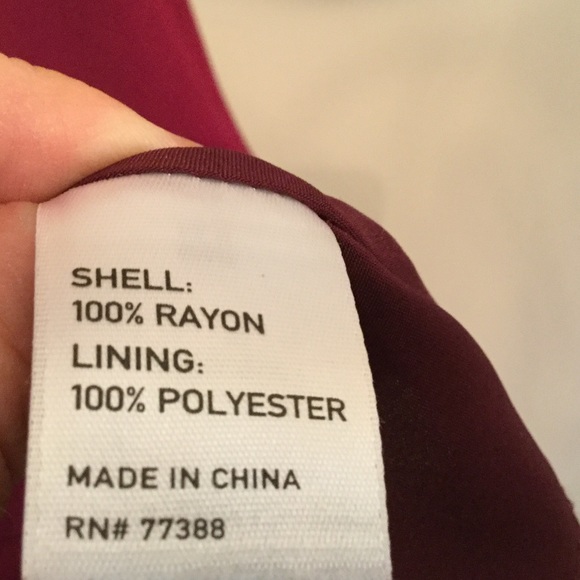 SHELL:
100% RAYON
LINING:
100% POLYESTER
MADE IN CHINA
RN# 77388